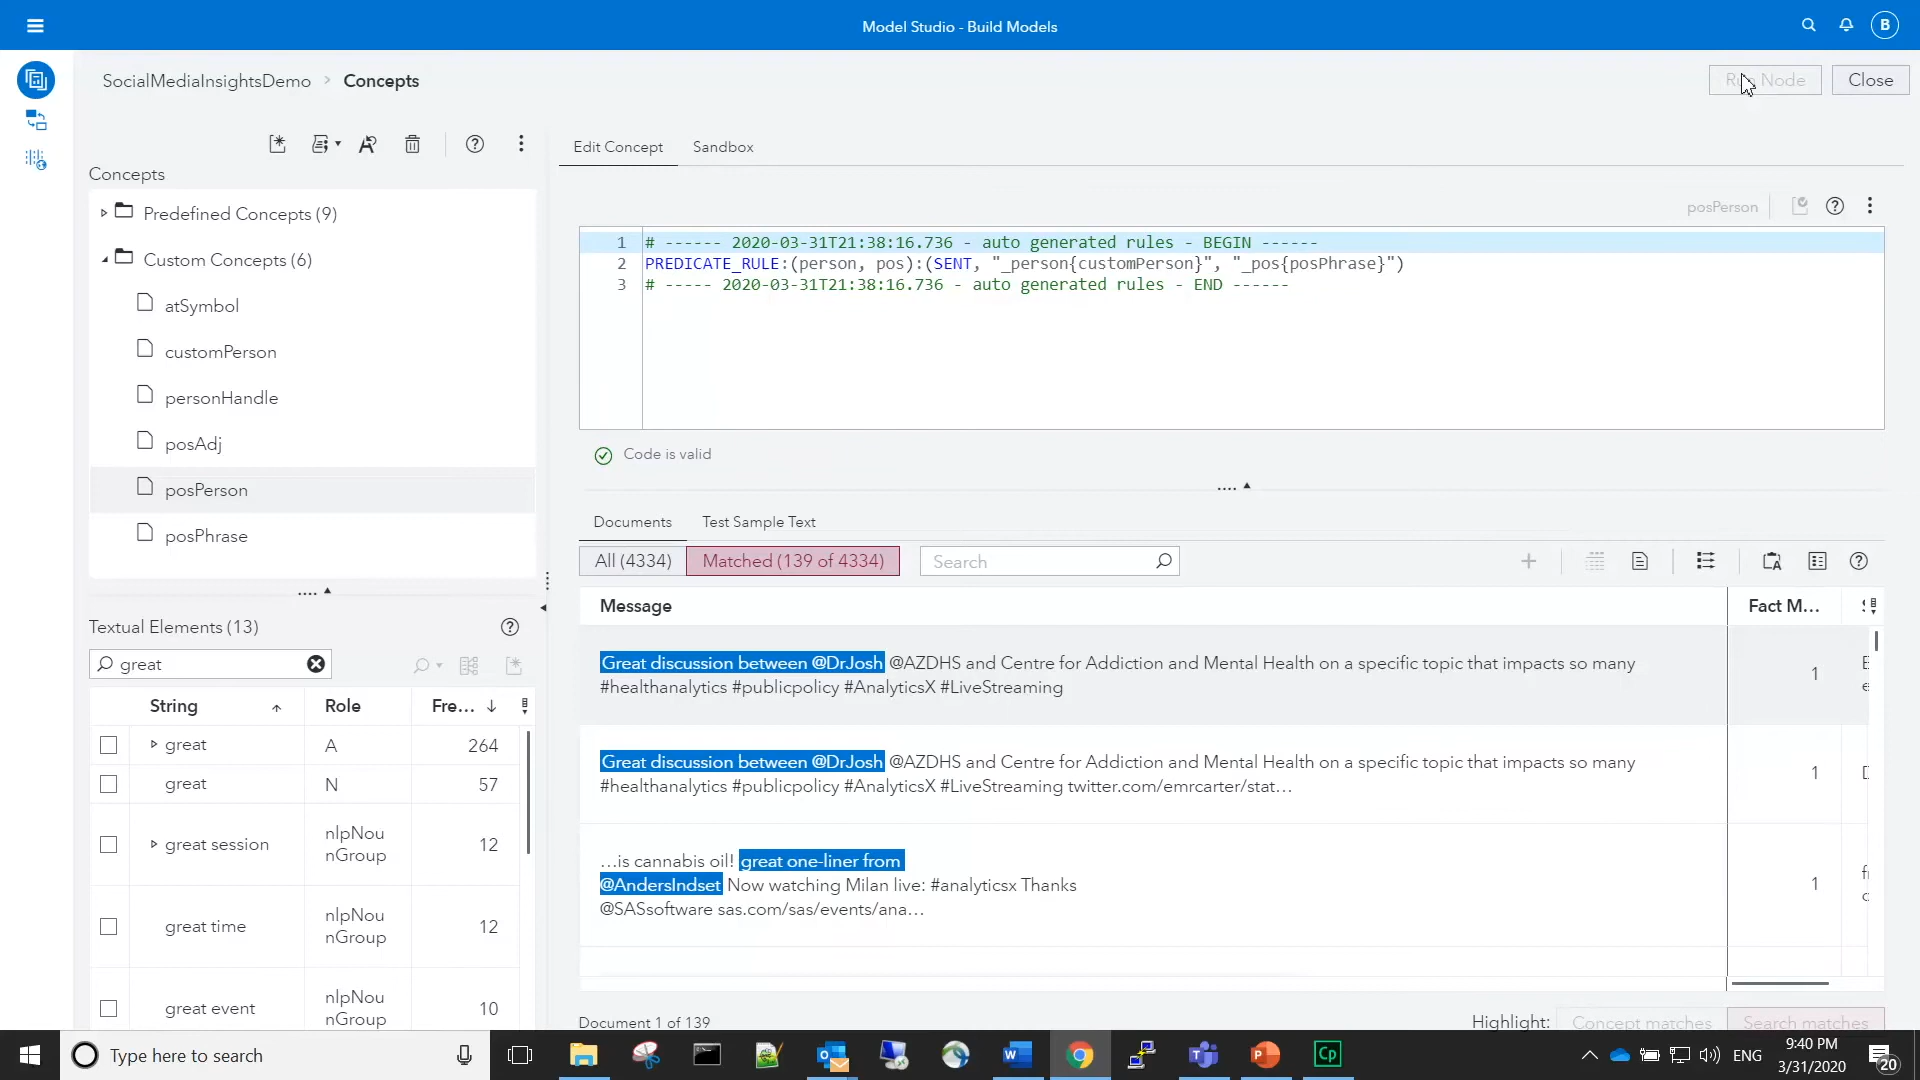 Model Studio - Build Models
B
SocialMediaInsightsDemo > Concepts
Run Node
Close
Concepts
Predefined Concepts (9)
Custom Concepts (6)
atSymbol
customPerson
personHandle
posAdj
posPerson
posPhrase
Textual Elements (13)
great
String Role Fre...
great A 264
great N 57
great session nlpNou
nGroup 12
great time nlpNou
nGroup 12
great event nlpNou
nGroup 10
Edit Concept Sandbox
posPerson
1 # ------ 2020-03-31T21:38:16.736 - auto generated rules - BEGIN ------
2 PREDICATE_RULE:(person, pos):(SENT, "_person{customPerson}", "_pos{posPhrase}")
3 # ----- 2020-03-31T21:38:16.736 - auto generated rules - END ------
Code is valid
Documents Test Sample Text
All (4334) Matched (139 of 4334) Search
Message Fact M...
Great discussion between @DrJosh @AZDHS and Centre for Addiction and Mental Health on a specific topic that impacts so many
#healthanalytics #publicpolicy #AnalyticsX #LiveStreaming
1
Great discussion between @DrJosh @AZDHS and Centre for Addiction and Mental Health on a specific topic that impacts so many
#healthanalytics #publicpolicy #AnalyticsX #LiveStreaming twitter.com/emrcarter/stat…
1
…is cannabis oil! great one-liner from
@AndersIndset Now watching Milan live: #analyticsx Thanks
@SASsoftware sas.com/sas/events/ana…
1
Document 1 of 139
Highlight: Concept matches Search matches
Type here to search
ENG
9:40 PM
3/31/2020
20